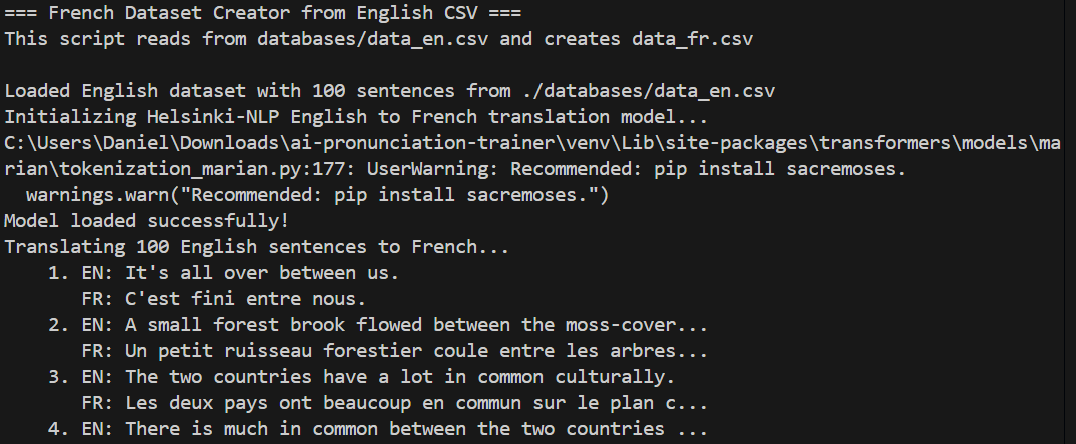 === French Dataset Creator from English CSV ===
This script reads from databases/data_en.csv and creates data_fr.csv
Loaded English dataset with 100 sentences from ./databases/data_en.csv
Initializing Helsinki-NLP English to French translation model...
C:\Users\Daniel\Downloads\ai-pronunciation-trainer\venv\Lib\site-packages\transformers\models\ma
rian\tokenization_marian.py:177: UserWarning: Recommended: pip install sacremoses.
  warnings.warn("Recommended: pip install sacremoses.")
Model loaded successfully!
Translating 100 English sentences to French...
    1. EN: It's all over between us.
       FR: C'est fini entre nous.
    2. EN: A small forest brook flowed between the moss-cover...
       FR: Un petit ruisseau forestier coule entre les arbres...
    3. EN: The two countries have a lot in common culturally.
       FR: Les deux pays ont beaucoup en commun sur le plan c...
    4. EN: There is much in common between the two countries ...